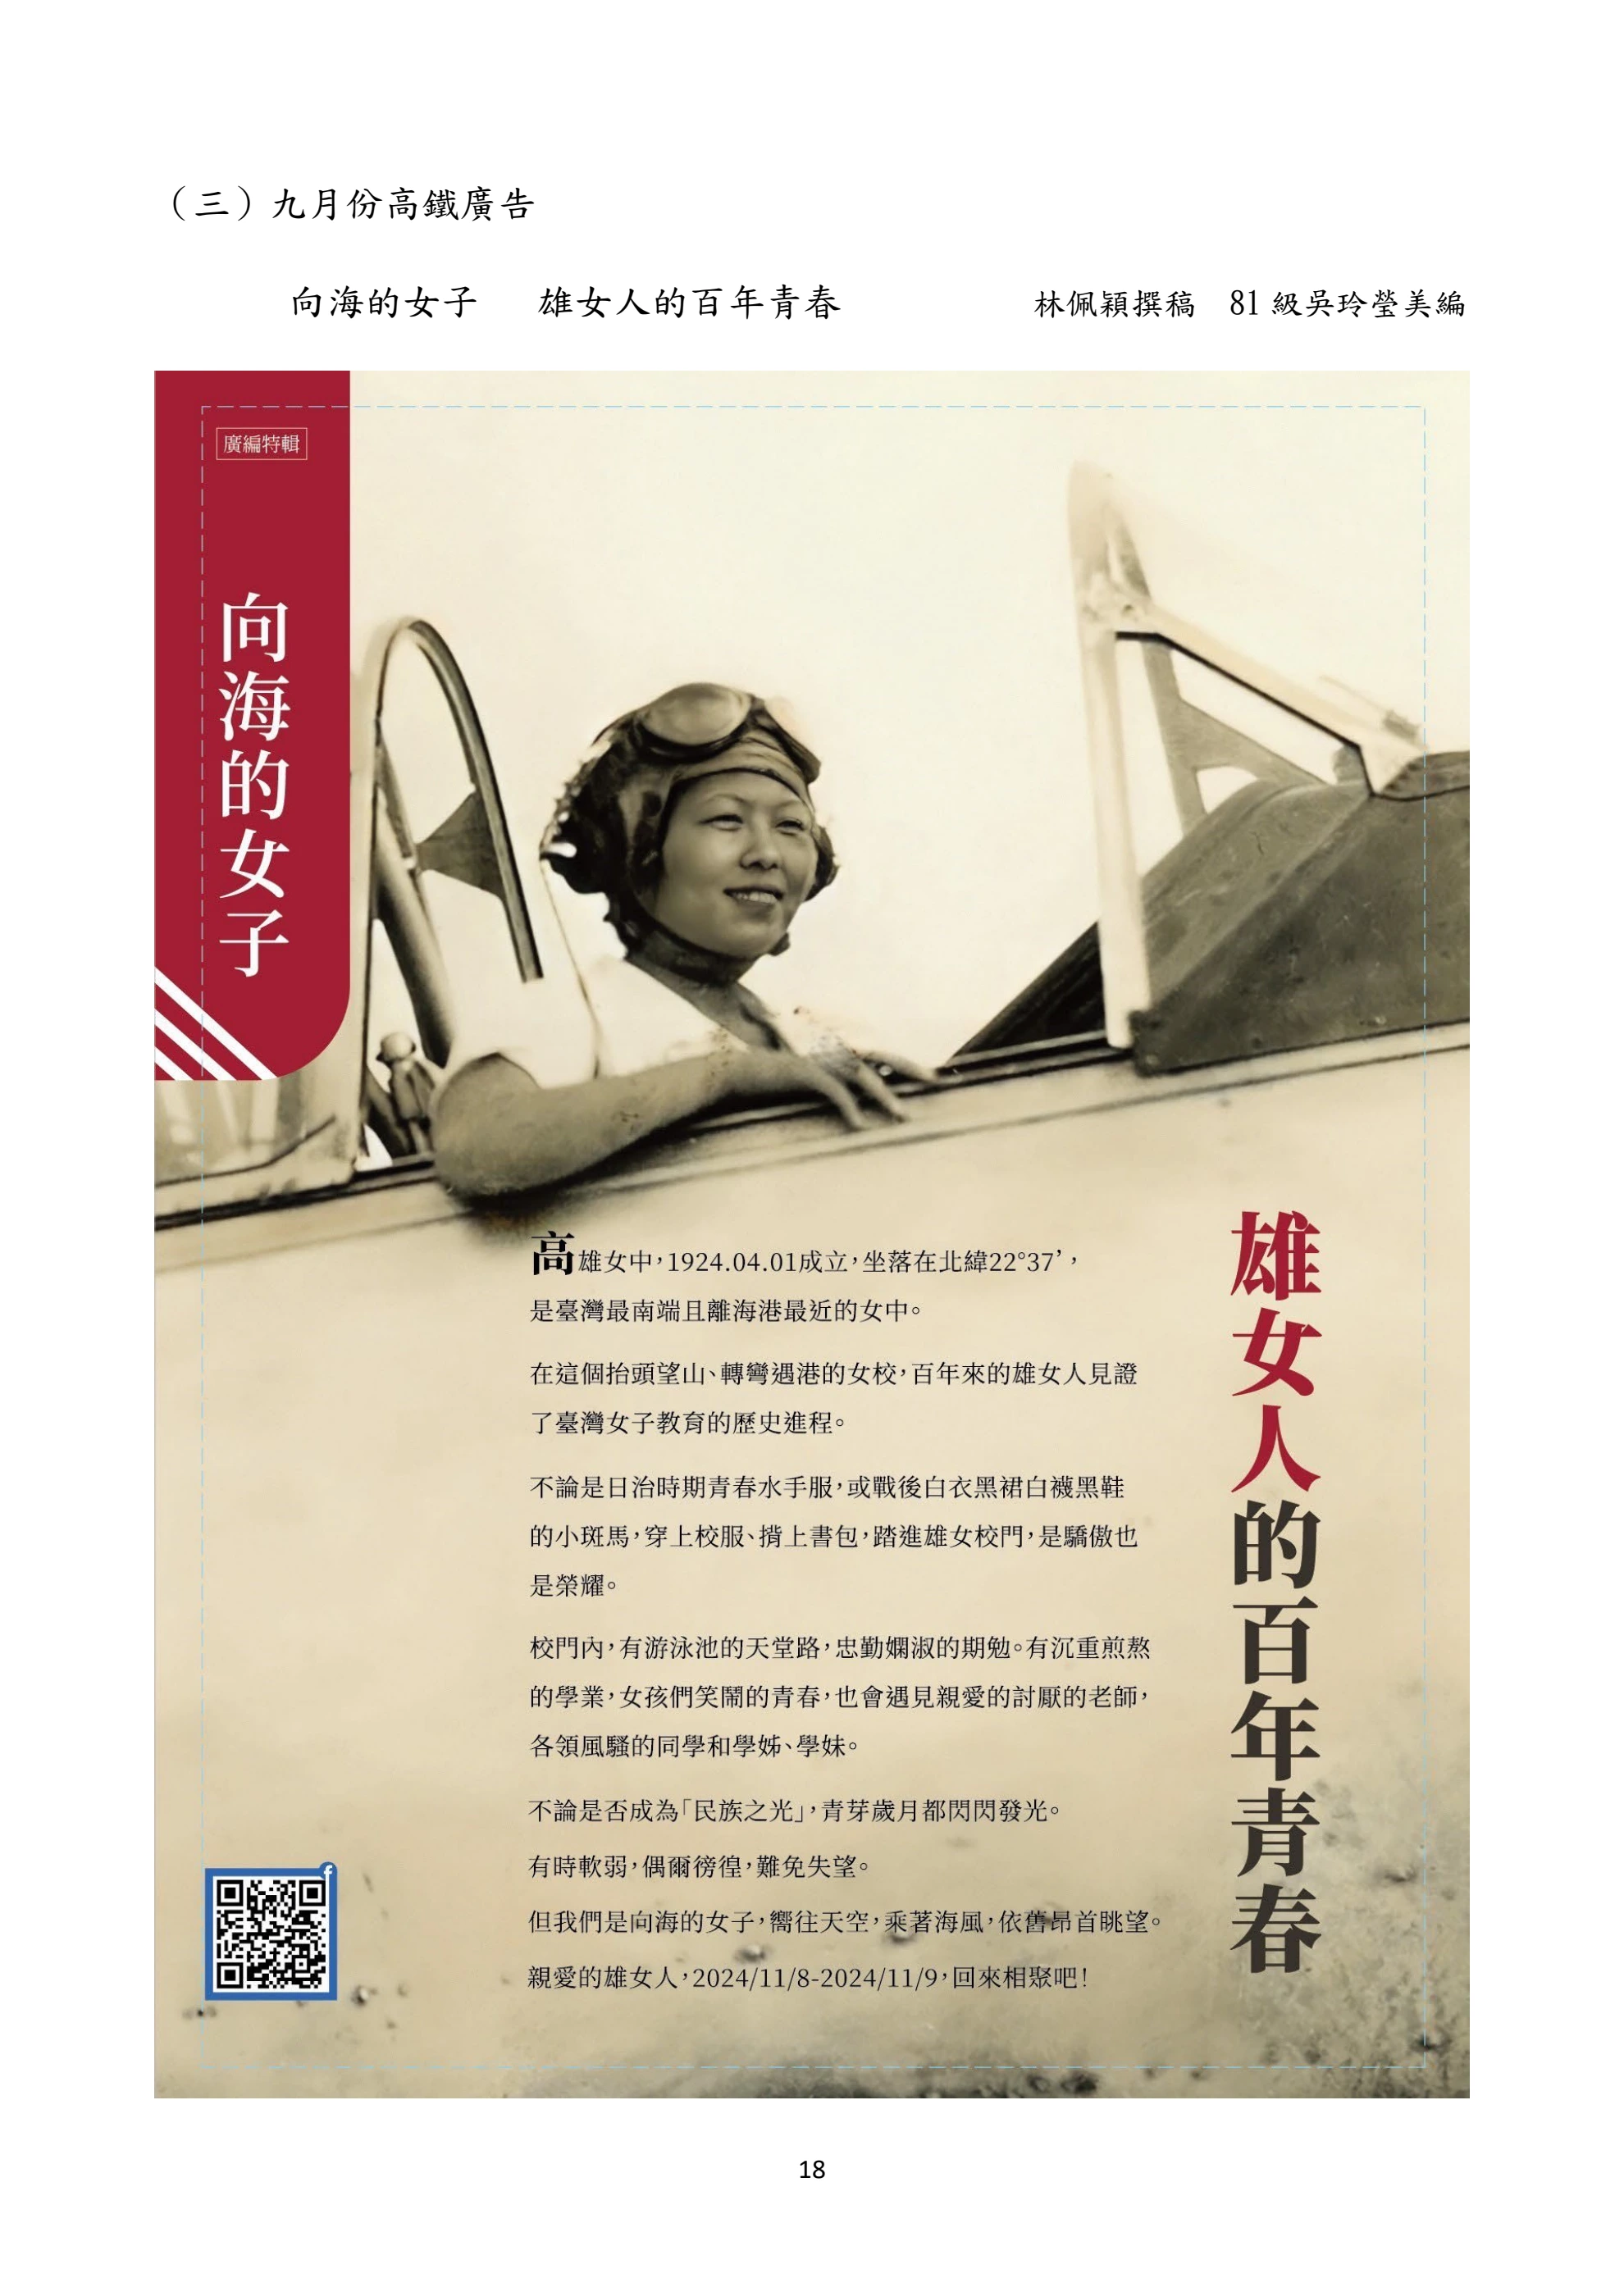 （三）九月份高鐵廣告
向海的女子　雄女人的百年青春　林佩穎撰稿　81級吳玲瑩美編
廣編特輯
向海的女子
雄女人的百年青春
高雄女中，1924.04.01成立，坐落在北緯22°37’，
是臺灣最南端且離海港最近的女中。
在這個抬頭望山、轉彎遇港的女校，百年來的雄女人見證
了臺灣女子教育的歷史進程。
不論是日治時期青春水手服，或戰後白衣黑裙白襪黑鞋
的小斑馬，穿上校服、揹上書包，踏進雄女校門，是驕傲也
是榮耀。
校門內，有游泳池的天堂路，忠勤嫻淑的期勉。有沉重煎熬
的學業，女孩們笑鬧的青春，也會遇見親愛的討厭的老師，
各領風騷的同學和學姊、學妹。
不論是否成為「民族之光」，青芽歲月都閃閃發光。
有時軟弱，偶爾徬徨，難免失望。
但我們是向海的女子，嚮往天空，乘著海風，依舊昂首眺望。
親愛的雄女人，2024/11/8-2024/11/9，回來相聚吧！
f
18